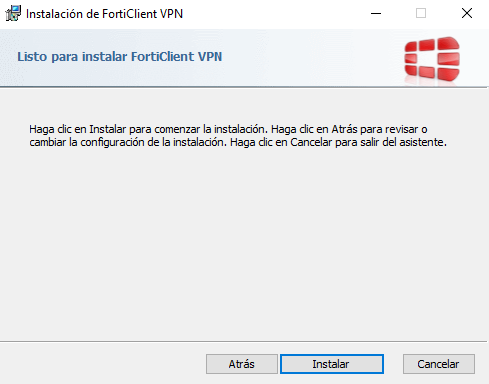 Instalación de FortiClient VPN
Listo para instalar FortiClient VPN
Haga clic en Instalar para comenzar la instalación. Haga clic en Atrás para revisar o
cambiar la configuración de la instalación. Haga clic en Cancelar para salir del asistente.
Atrás
Instalar
Cancelar